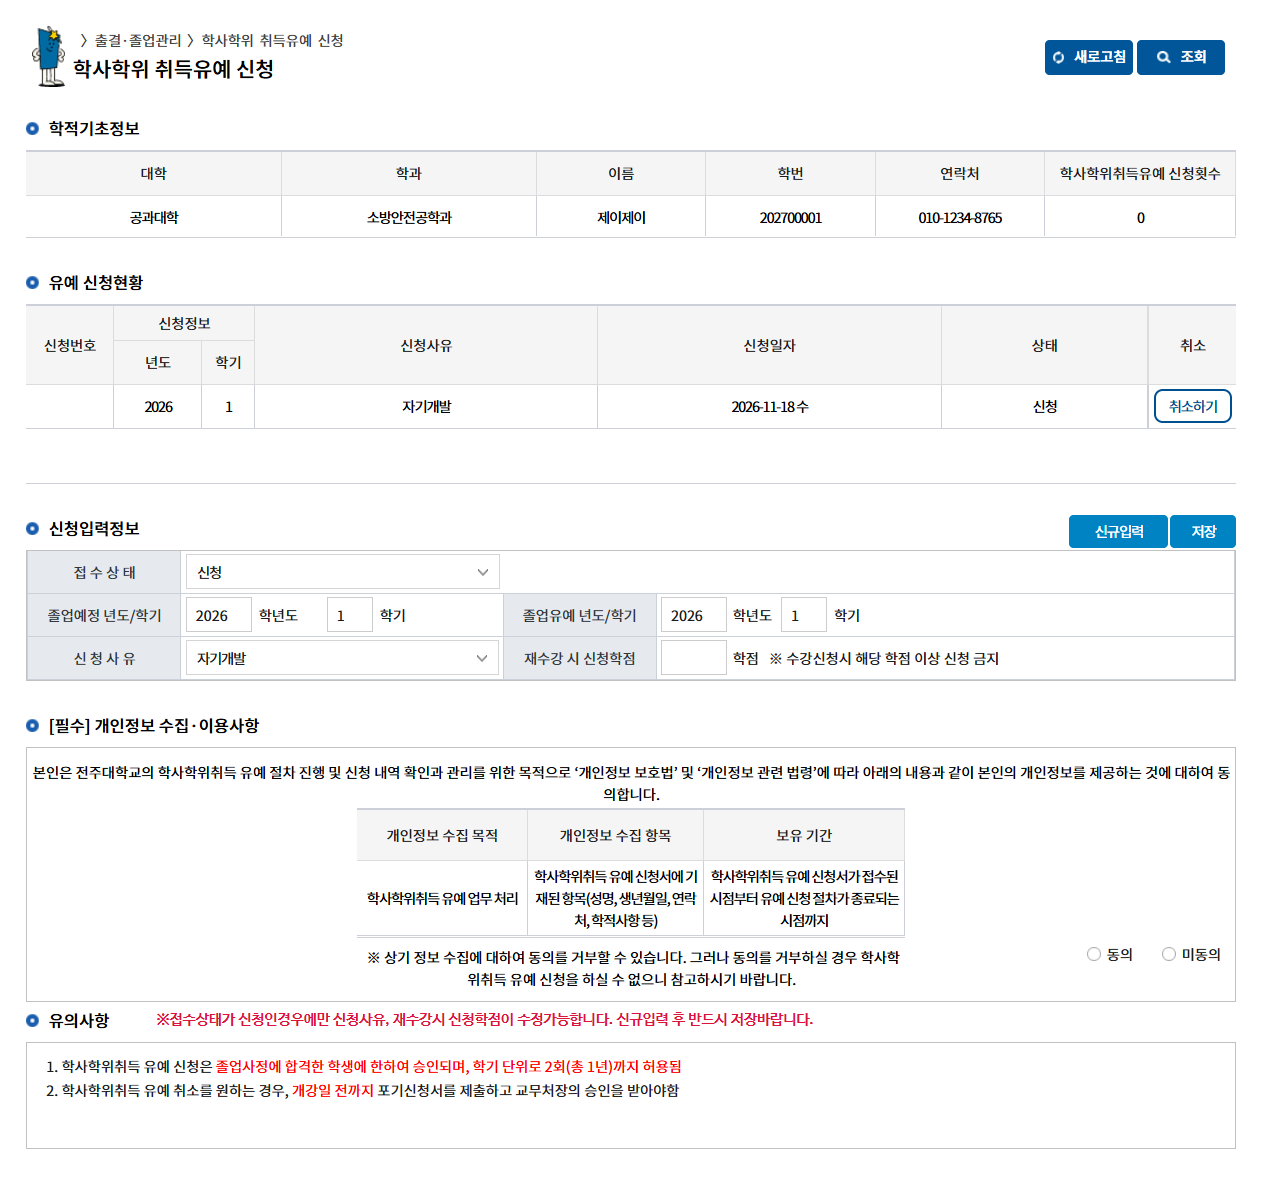 〉출결·졸업관리 〉학사학위 취득유예 신청
학사학위 취득유예 신청
새로고침 조회
학적기초정보
대학 학과 이름 학번 연락처 학사학위취득유예 신청횟수
공과대학 소방안전공학과 제이제이 202700001 010-1234-8765 0
유예 신청현황
신청번호 신청정보 신청사유 신청일자 상태 취소
년도 학기
2026 1 자기개발 2026-11-18 수 신청 취소하기
신청입력정보 신규입력 저장
접 수 상 태 신청
졸업예정 년도/학기 2026 학년도 1 학기 졸업유예 년도/학기 2026 학년도 1 학기
신 청 사 유 자기개발 재수강 시 신청학점 학점 ※ 수강신청시 해당 학점 이상 신청 금지
[필수] 개인정보 수집·이용사항
본인은 전주대학교의 학사학위취득 유예 절차 진행 및 신청 내역 확인과 관리를 위한 목적으로 ‘개인정보 보호법’ 및 ‘개인정보 관련 법령’에 따라 아래의 내용과 같이 본인의 개인정보를 제공하는 것에 대하여 동
의합니다.
개인정보 수집 목적 개인정보 수집 항목 보유 기간
학사학위취득 유예 업무 처리
학사학위취득 유예 신청서에 기
재된 항목(성명, 생년월일, 연락
처, 학적사항 등)
학사학위취득 유예 신청서가 접수된
시점부터 유예 신청 절차가 종료되는
시점까지
※ 상기 정보 수집에 대하여 동의를 거부할 수 있습니다. 그러나 동의를 거부하실 경우 학사학
위취득 유예 신청을 하실 수 없으니 참고하시기 바랍니다.
동의 미동의
유의사항 ※접수상태가 신청인경우에만 신청사유, 재수강시 신청학점이 수정가능합니다. 신규입력 후 반드시 저장바랍니다.
1. 학사학위취득 유예 신청은 졸업사정에 합격한 학생에 한하여 승인되며, 학기 단위로 2회(총 1년)까지 허용됨
2. 학사학위취득 유예 취소를 원하는 경우, 개강일 전까지 포기신청서를 제출하고 교무처장의 승인을 받아야함